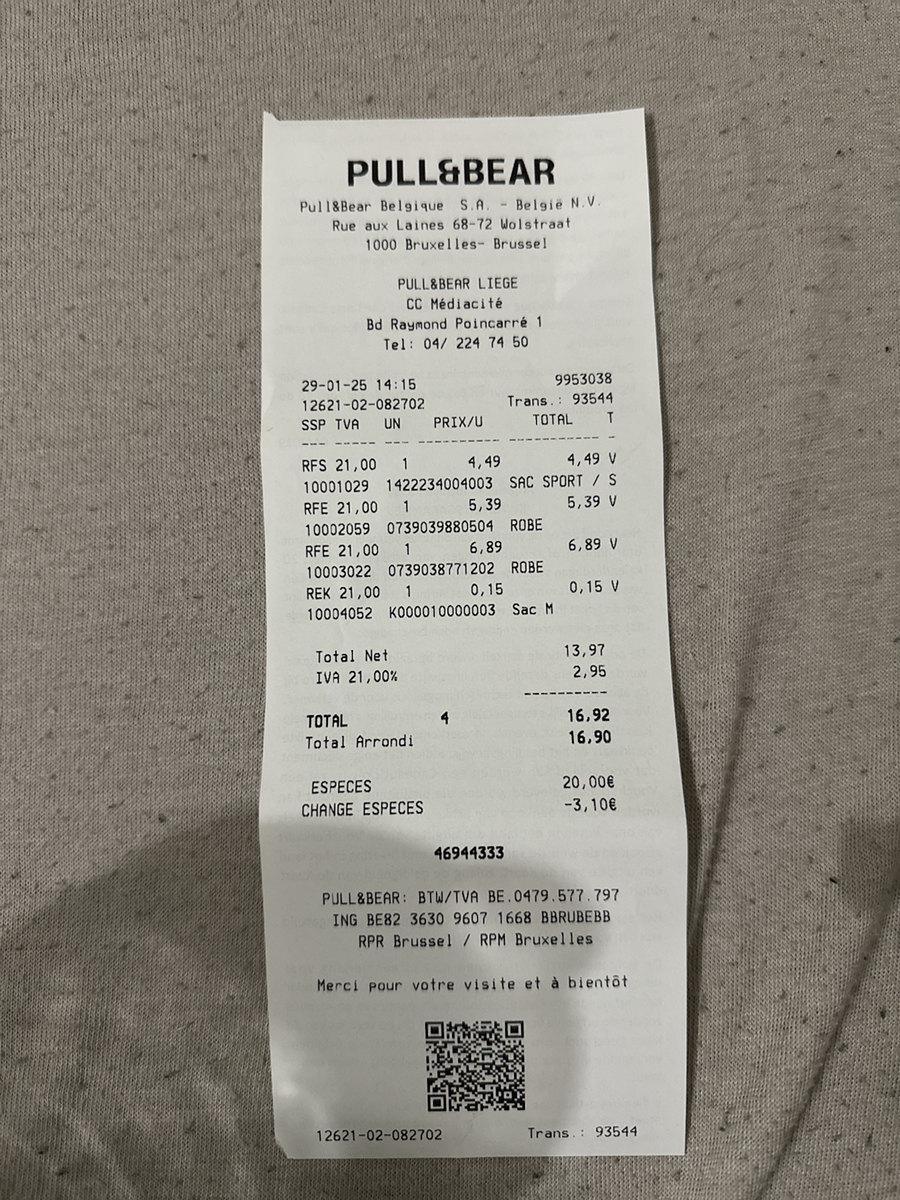 PULL&BEAR
Pull&Bear Belgique S.A. - België N.V.
Rue aux Laines 68-72 Wolstraat
1000 Bruxelles- Brussel
PULL&BEAR LIEGE
CC Médiacité
Bd Raymond Poincarré 1
Tel: 04/ 224 74 50
29-01-25 14:15 9953038
12621-02-082702 Trans.: 93544
SSP TVA UN PRIX/U TOTAL T
--- ----- --- ---------- ----------- -
RFS 21,00 1 4,49 4,49 V
10001029 1422234004003 SAC SPORT / S
RFE 21,00 1 5,39 5,39 V
10002059 0739039880504 ROBE
RFE 21,00 1 6,89 6,89 V
10003022 0739038771202 ROBE
REK 21,00 1 0,15 0,15 V
10004052 K000010000003 Sac M
Total Net 13,97
IVA 21,00% 2,95
----------
TOTAL 4 16,92
Total Arrondi 16,90
ESPECES 20,00€
CHANGE ESPECES -3,10€
46944333
PULL&BEAR: BTW/TVA BE.0479.577.797
ING BE82 3630 9607 1668 BBRUBEBB
RPR Brussel / RPM Bruxelles
Merci pour votre visite et à bientôt
12621-02-082702 Trans.: 93544